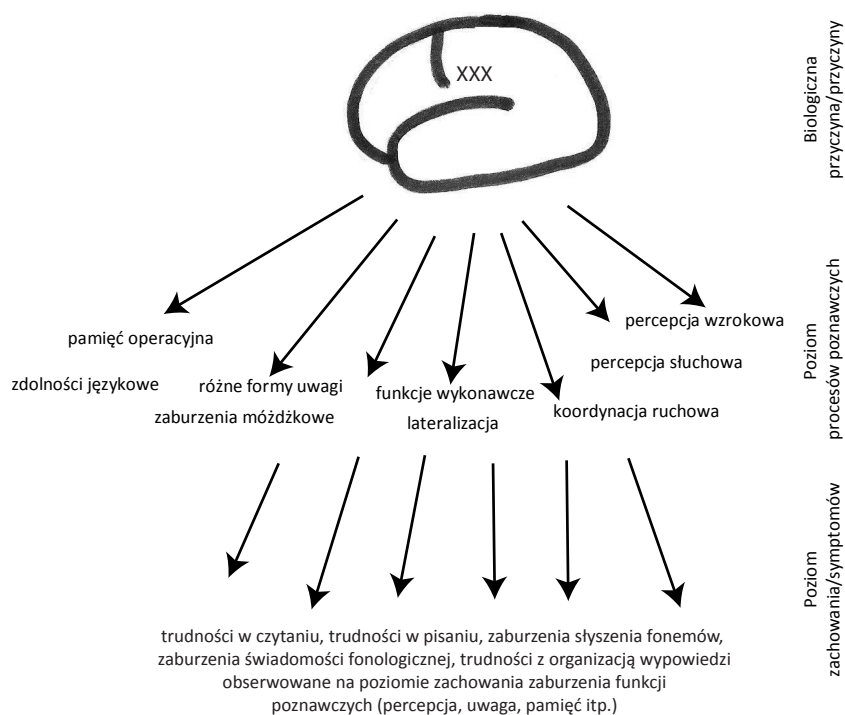 XXX
Biologiczna
przyczyna/przyczyny
percepcja wzrokowa
pamięć operacyjna
percepcja słuchowa
zdolności językowe
różne formy uwagi
funkcje wykonawcze
zaburzenia móżdżkowe
lateralizacja
koordynacja ruchowa
Poziom
procesów poznawczych
trudności w czytaniu, trudności w pisaniu, zaburzenia słyszenia fonemów,
zaburzenia świadomości fonologicznej, trudności z organizacją wypowiedzi
obserwowane na poziomie zachowania zaburzenia funkcji
poznawczych (percepcja, uwaga, pamięć itp.)
Poziom
zachowania/symptomów